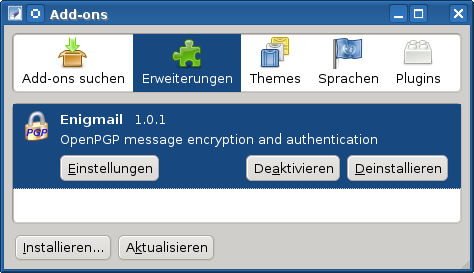 Add-ons
Add-ons suchen Erweiterungen Themes Sprachen Plugins
PGP
Enigmail 1.0.1
OpenPGP message encryption and authentication
Einstellungen Deaktivieren Deinstallieren
Installieren... Aktualisieren